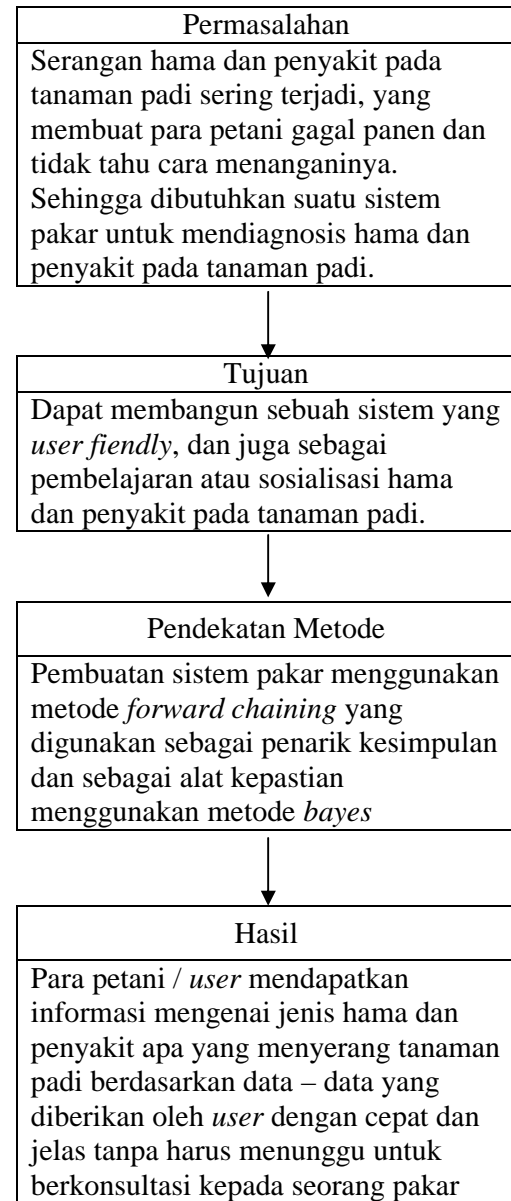 Permasalahan
Serangan hama dan penyakit pada
tanaman padi sering terjadi, yang
membuat para petani gagal panen dan
tidak tahu cara menanganinya.
Sehingga dibutuhkan suatu sistem
pakar untuk mendiagnosis hama dan
penyakit pada tanaman padi.
Tujuan
Dapat membangun sebuah sistem yang
user fiendly, dan juga sebagai
pembelajaran atau sosialisasi hama
dan penyakit pada tanaman padi.
Pendekatan Metode
Pembuatan sistem pakar menggunakan
metode forward chaining yang
digunakan sebagai penarik kesimpulan
dan sebagai alat kepastian
menggunakan metode bayes
Hasil
Para petani / user mendapatkan
informasi mengenai jenis hama dan
penyakit apa yang menyerang tanaman
padi berdasarkan data – data yang
diberikan oleh user dengan cepat dan
jelas tanpa harus menunggu untuk
berkonsultasi kepada seorang pakar